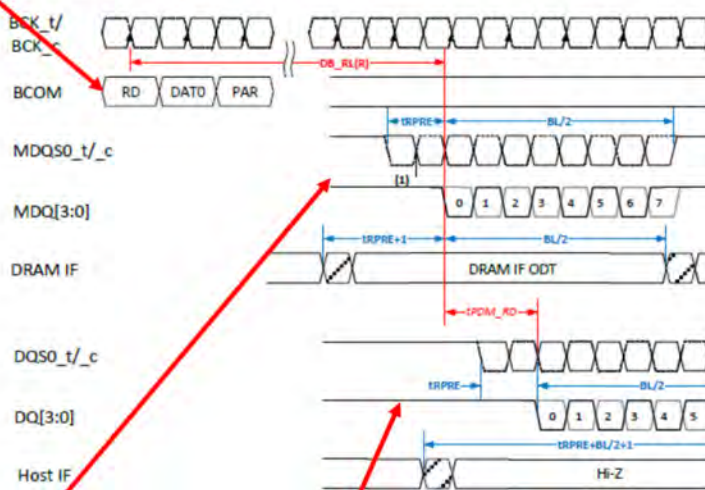 BCK_t/
BCK_c
DB_RL(R)
BCOM
RD DAT0 PAR
tRPRE BL/2
MDQS0_t/_c
(1)
MDQ[3:0]
0 1 2 3 4 5 6 7
tRPRE+1 BL/2
DRAM IF
DRAM IF ODT
tPDM_RD
DQS0_t/_c
tRPRE BL/2
DQ[3:0]
0 1 2 3 4 5
tRPRE+BL/2+1
Host IF
Hi-Z